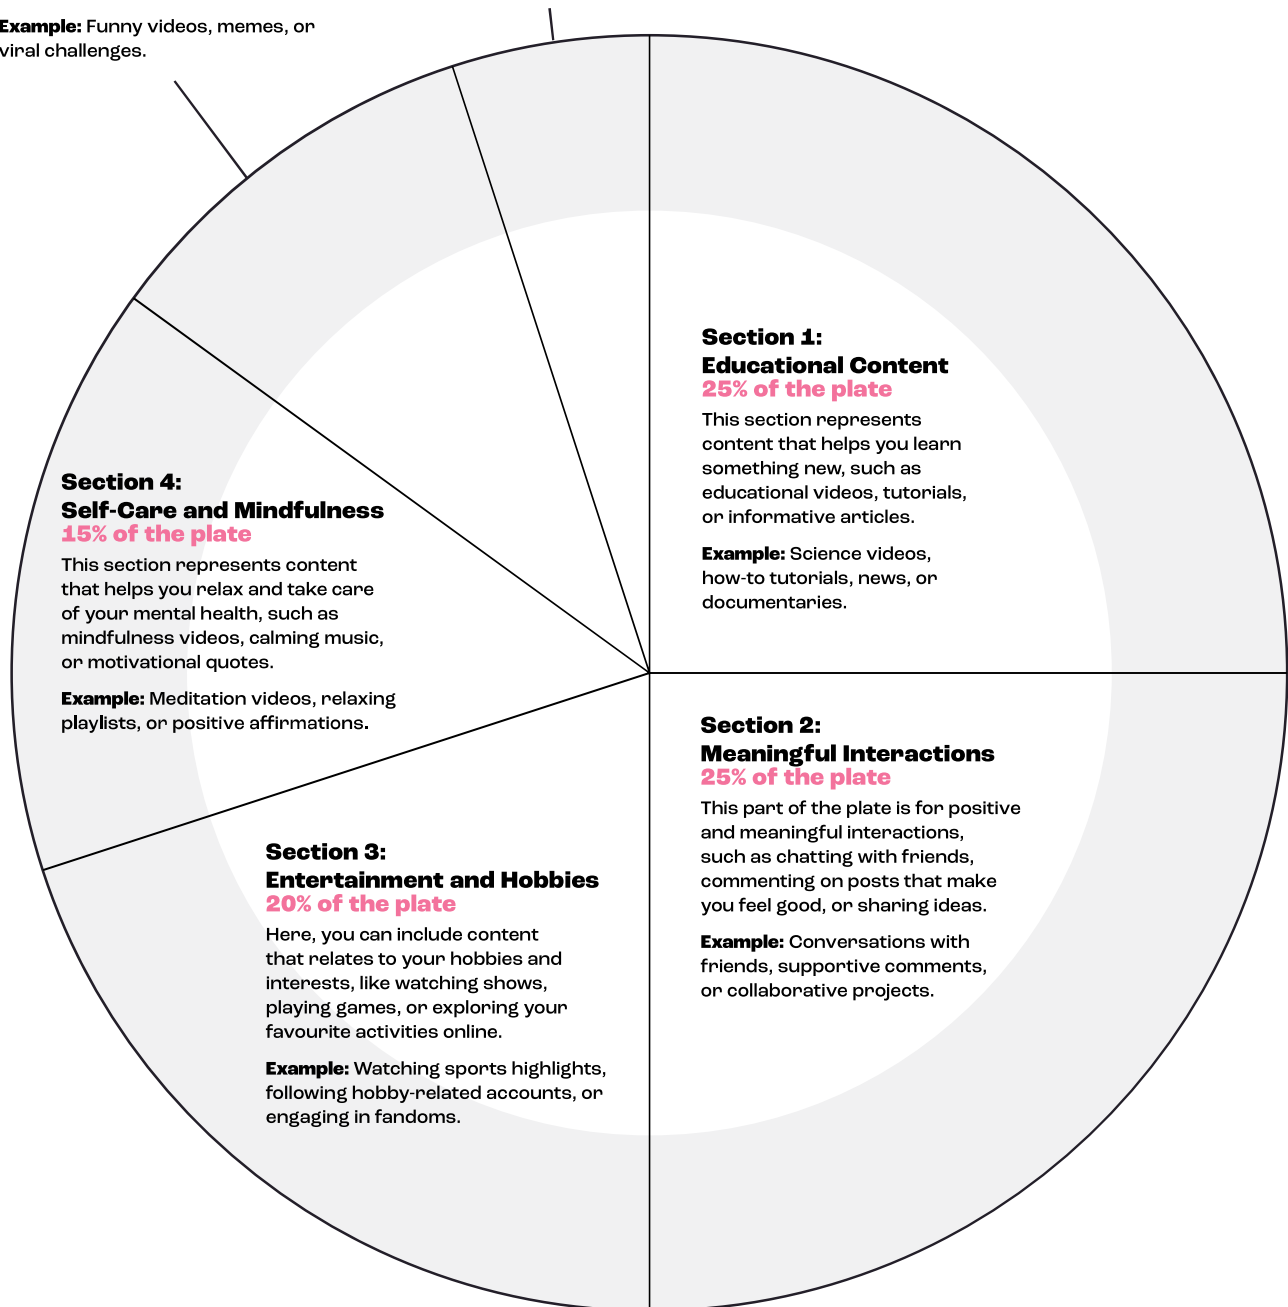 Example: Funny videos, memes, or
viral challenges.
Section 1:
Educational Content
25% of the plate
This section represents
content that helps you learn
something new, such as
educational videos, tutorials,
or informative articles.
Example: Science videos,
how-to tutorials, news, or
documentaries.
Section 2:
Meaningful Interactions
25% of the plate
This part of the plate is for positive
and meaningful interactions,
such as chatting with friends,
commenting on posts that make
you feel good, or sharing ideas.
Example: Conversations with
friends, supportive comments,
or collaborative projects.
Section 3:
Entertainment and Hobbies
20% of the plate
Here, you can include content
that relates to your hobbies and
interests, like watching shows,
playing games, or exploring your
favourite activities online.
Example: Watching sports highlights,
following hobby-related accounts, or
engaging in fandoms.
Section 4:
Self-Care and Mindfulness
15% of the plate
This section represents content
that helps you relax and take care
of your mental health, such as
mindfulness videos, calming music,
or motivational quotes.
Example: Meditation videos, relaxing
playlists, or positive affirmations.